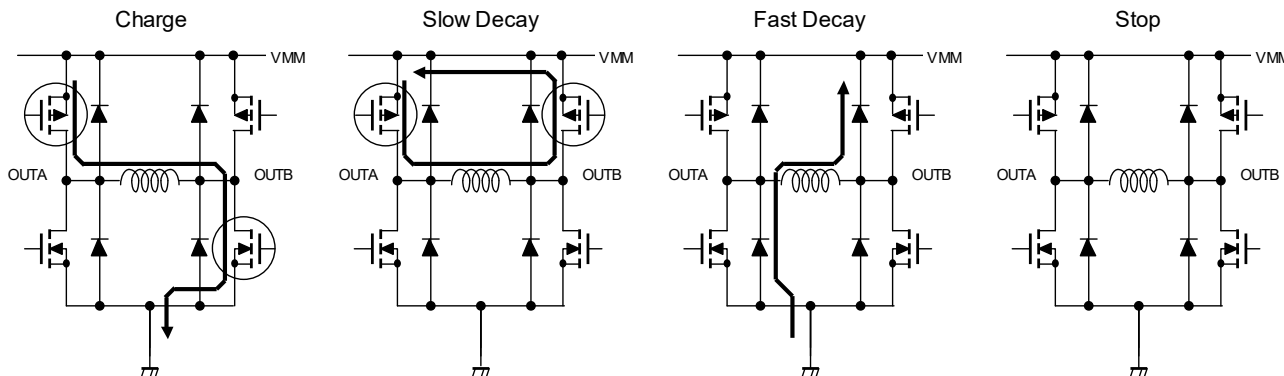 Charge
VMM
OUTA
OUTB
Slow Decay
VMM
OUTA
OUTB
Fast Decay
VMM
OUTA
OUTB
Stop
VMM
OUTA
OUTB